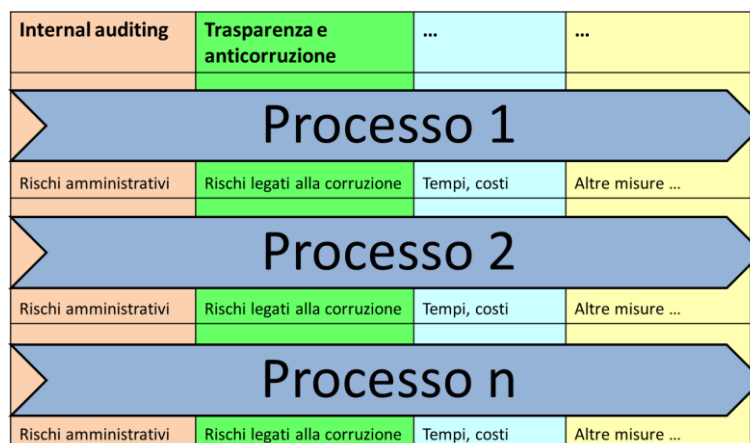 Internal auditing
Trasparenza e
anticorruzione
...
...
Processo 1
Rischi amministrativi
Rischi legati alla corruzione
Tempi, costi
Altre misure ...
Processo 2
Rischi amministrativi
Rischi legati alla corruzione
Tempi, costi
Altre misure ...
Processo n
Rischi amministrativi
Rischi legati alla corruzione
Tempi, costi
Altre misure ...